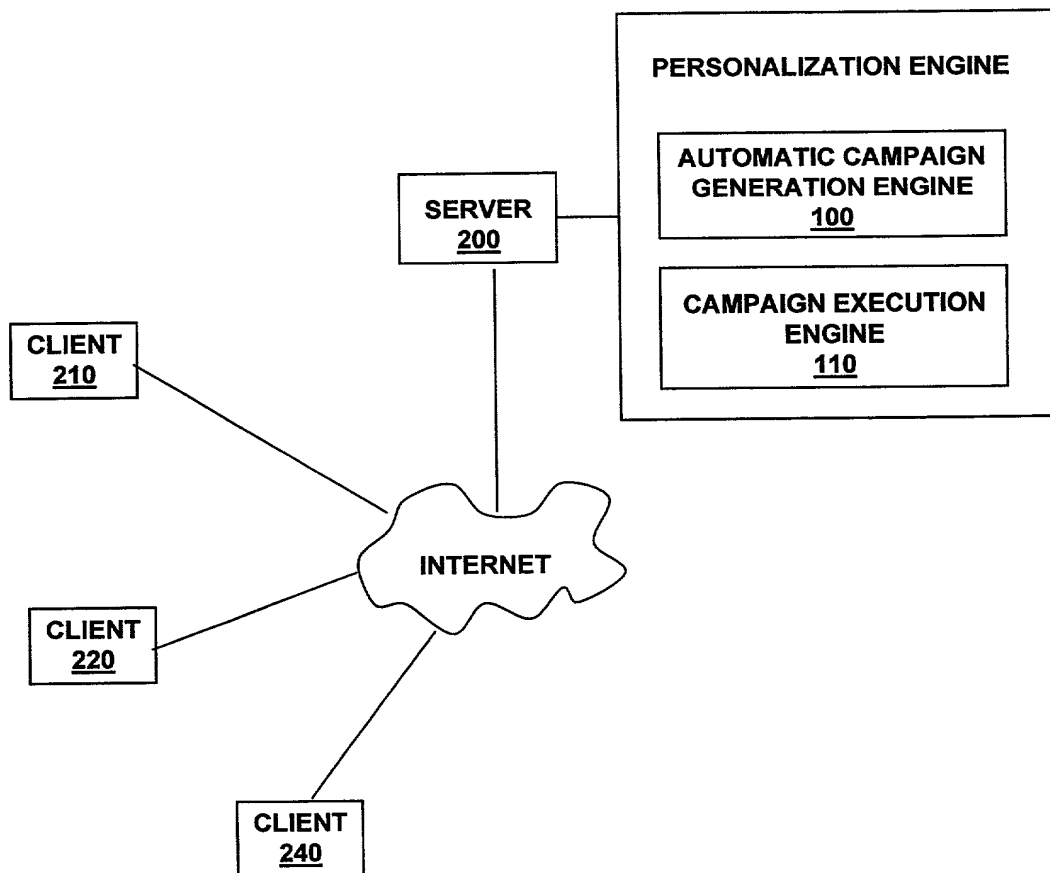 PERSONALIZATION ENGINE
AUTOMATIC CAMPAIGN
GENERATION ENGINE
100
SERVER
200
CAMPAIGN EXECUTION
ENGINE
110
CLIENT
210
INTERNET
CLIENT
220
CLIENT
240